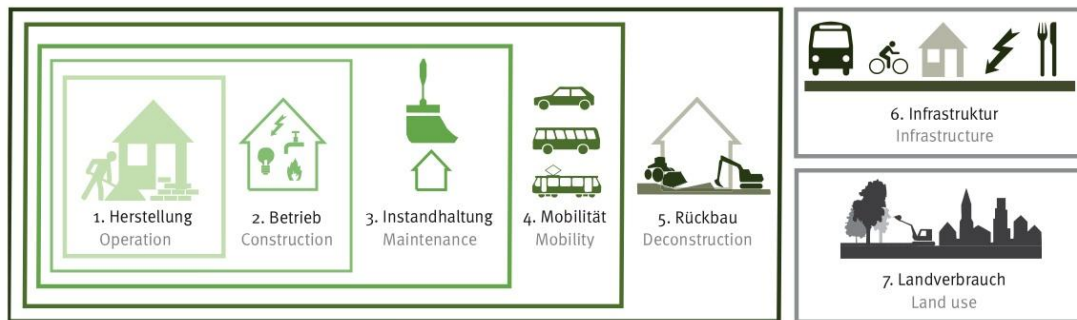 1. Herstellung
Operation
2. Betrieb
Construction
3. Instandhaltung
Maintenance
4. Mobilität
Mobility
5. Rückbau
Deconstruction
6. Infrastruktur
Infrastructure
7. Landverbrauch
Land use